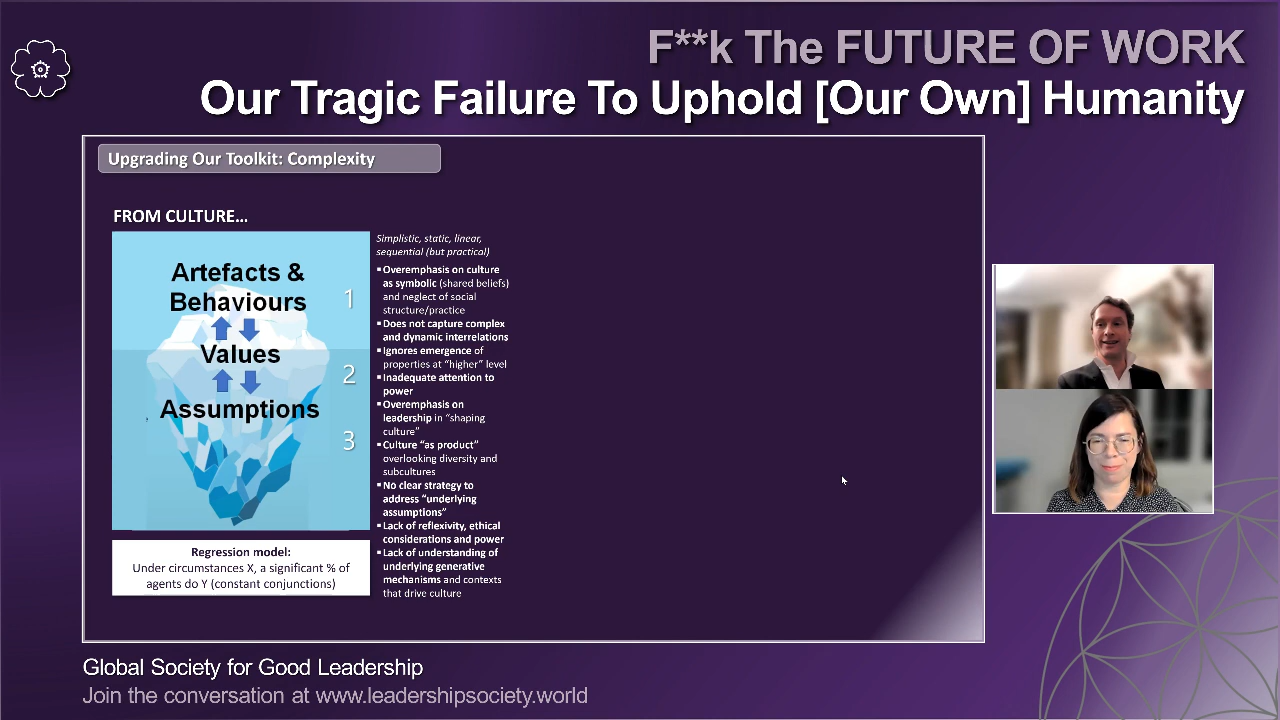 F**k The FUTURE OF WORK
Our Tragic Failure To Uphold [Our Own] Humanity
Upgrading Our Toolkit: Complexity
FROM CULTURE...
Artefacts &
Behaviours
1
Values
2
Assumptions
3
Simplistic, static, linear,
sequential (but practical)
▪Overemphasis on culture
as symbolic (shared beliefs)
and neglect of social
structure/practice
▪Does not capture complex
and dynamic interrelations
▪Ignores emergence of
properties at "higher" level
▪Inadequate attention to
power
▪Overemphasis on
leadership in "shaping
culture"
▪Culture "as product"
overlooking diversity and
subcultures
▪No clear strategy to
address "underlying
assumptions"
▪Lack of reflexivity, ethical
considerations and power
▪Lack of understanding of
underlying generative
mechanisms and contexts
that drive culture
Regression model:
Under circumstances X, a significant % of
agents do Y (constant conjunctions)
Global Society for Good Leadership
Join the conversation at www.leadershipsociety.world